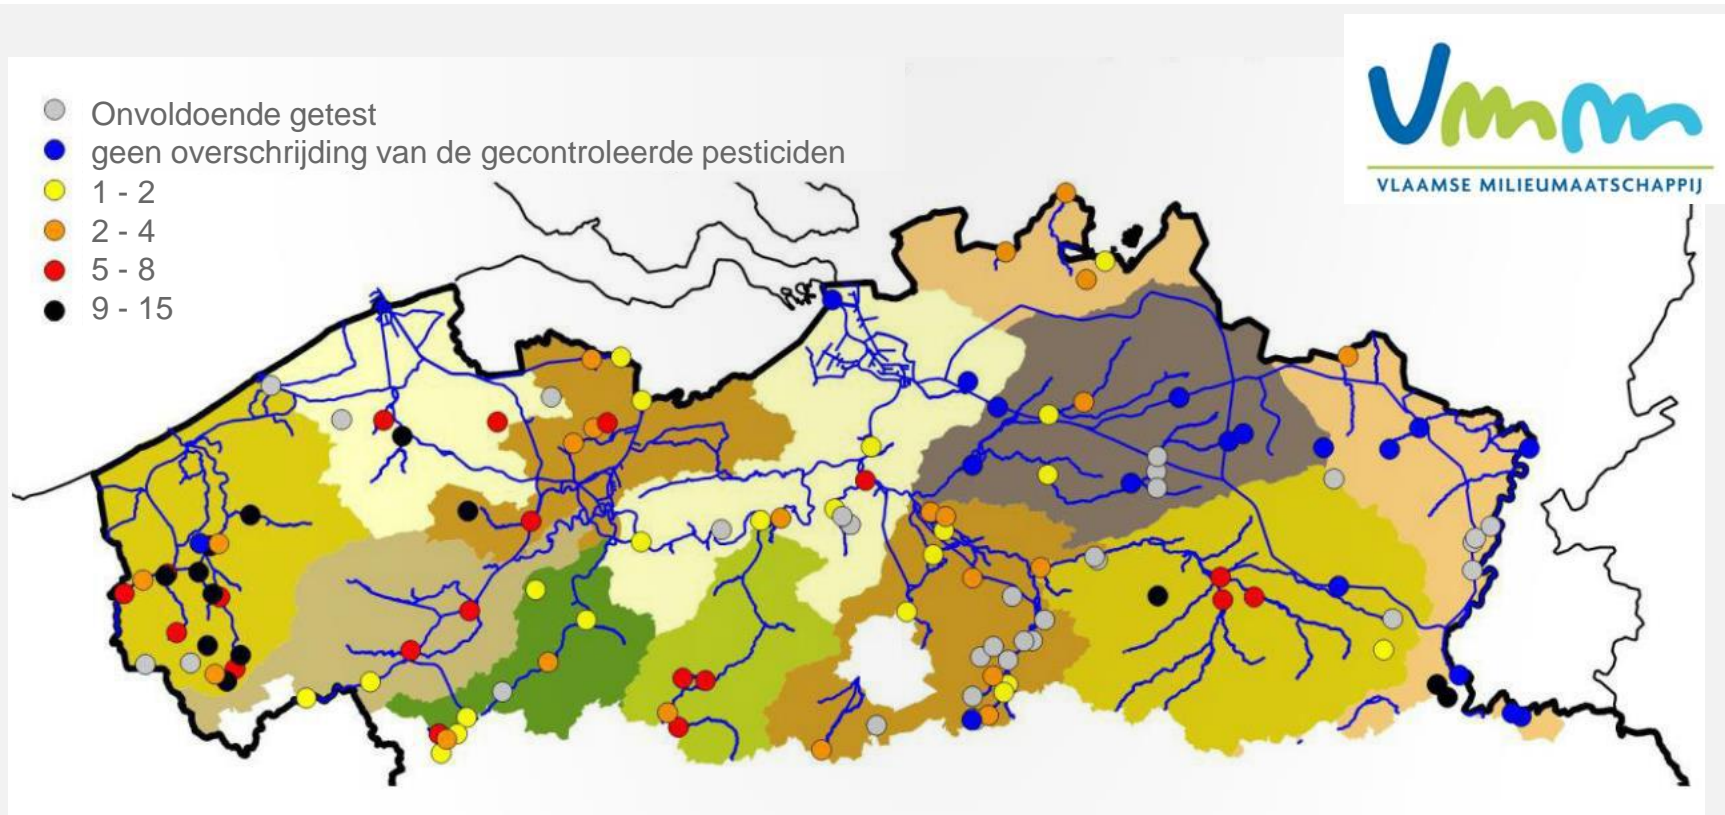 Onvoldoende getest
geen overschrijding van de gecontroleerde pesticiden
1 - 2
2 - 4
5 - 8
9 - 15
Vmm
VLAAMSE MILIEUMAATSCHAPPIJ